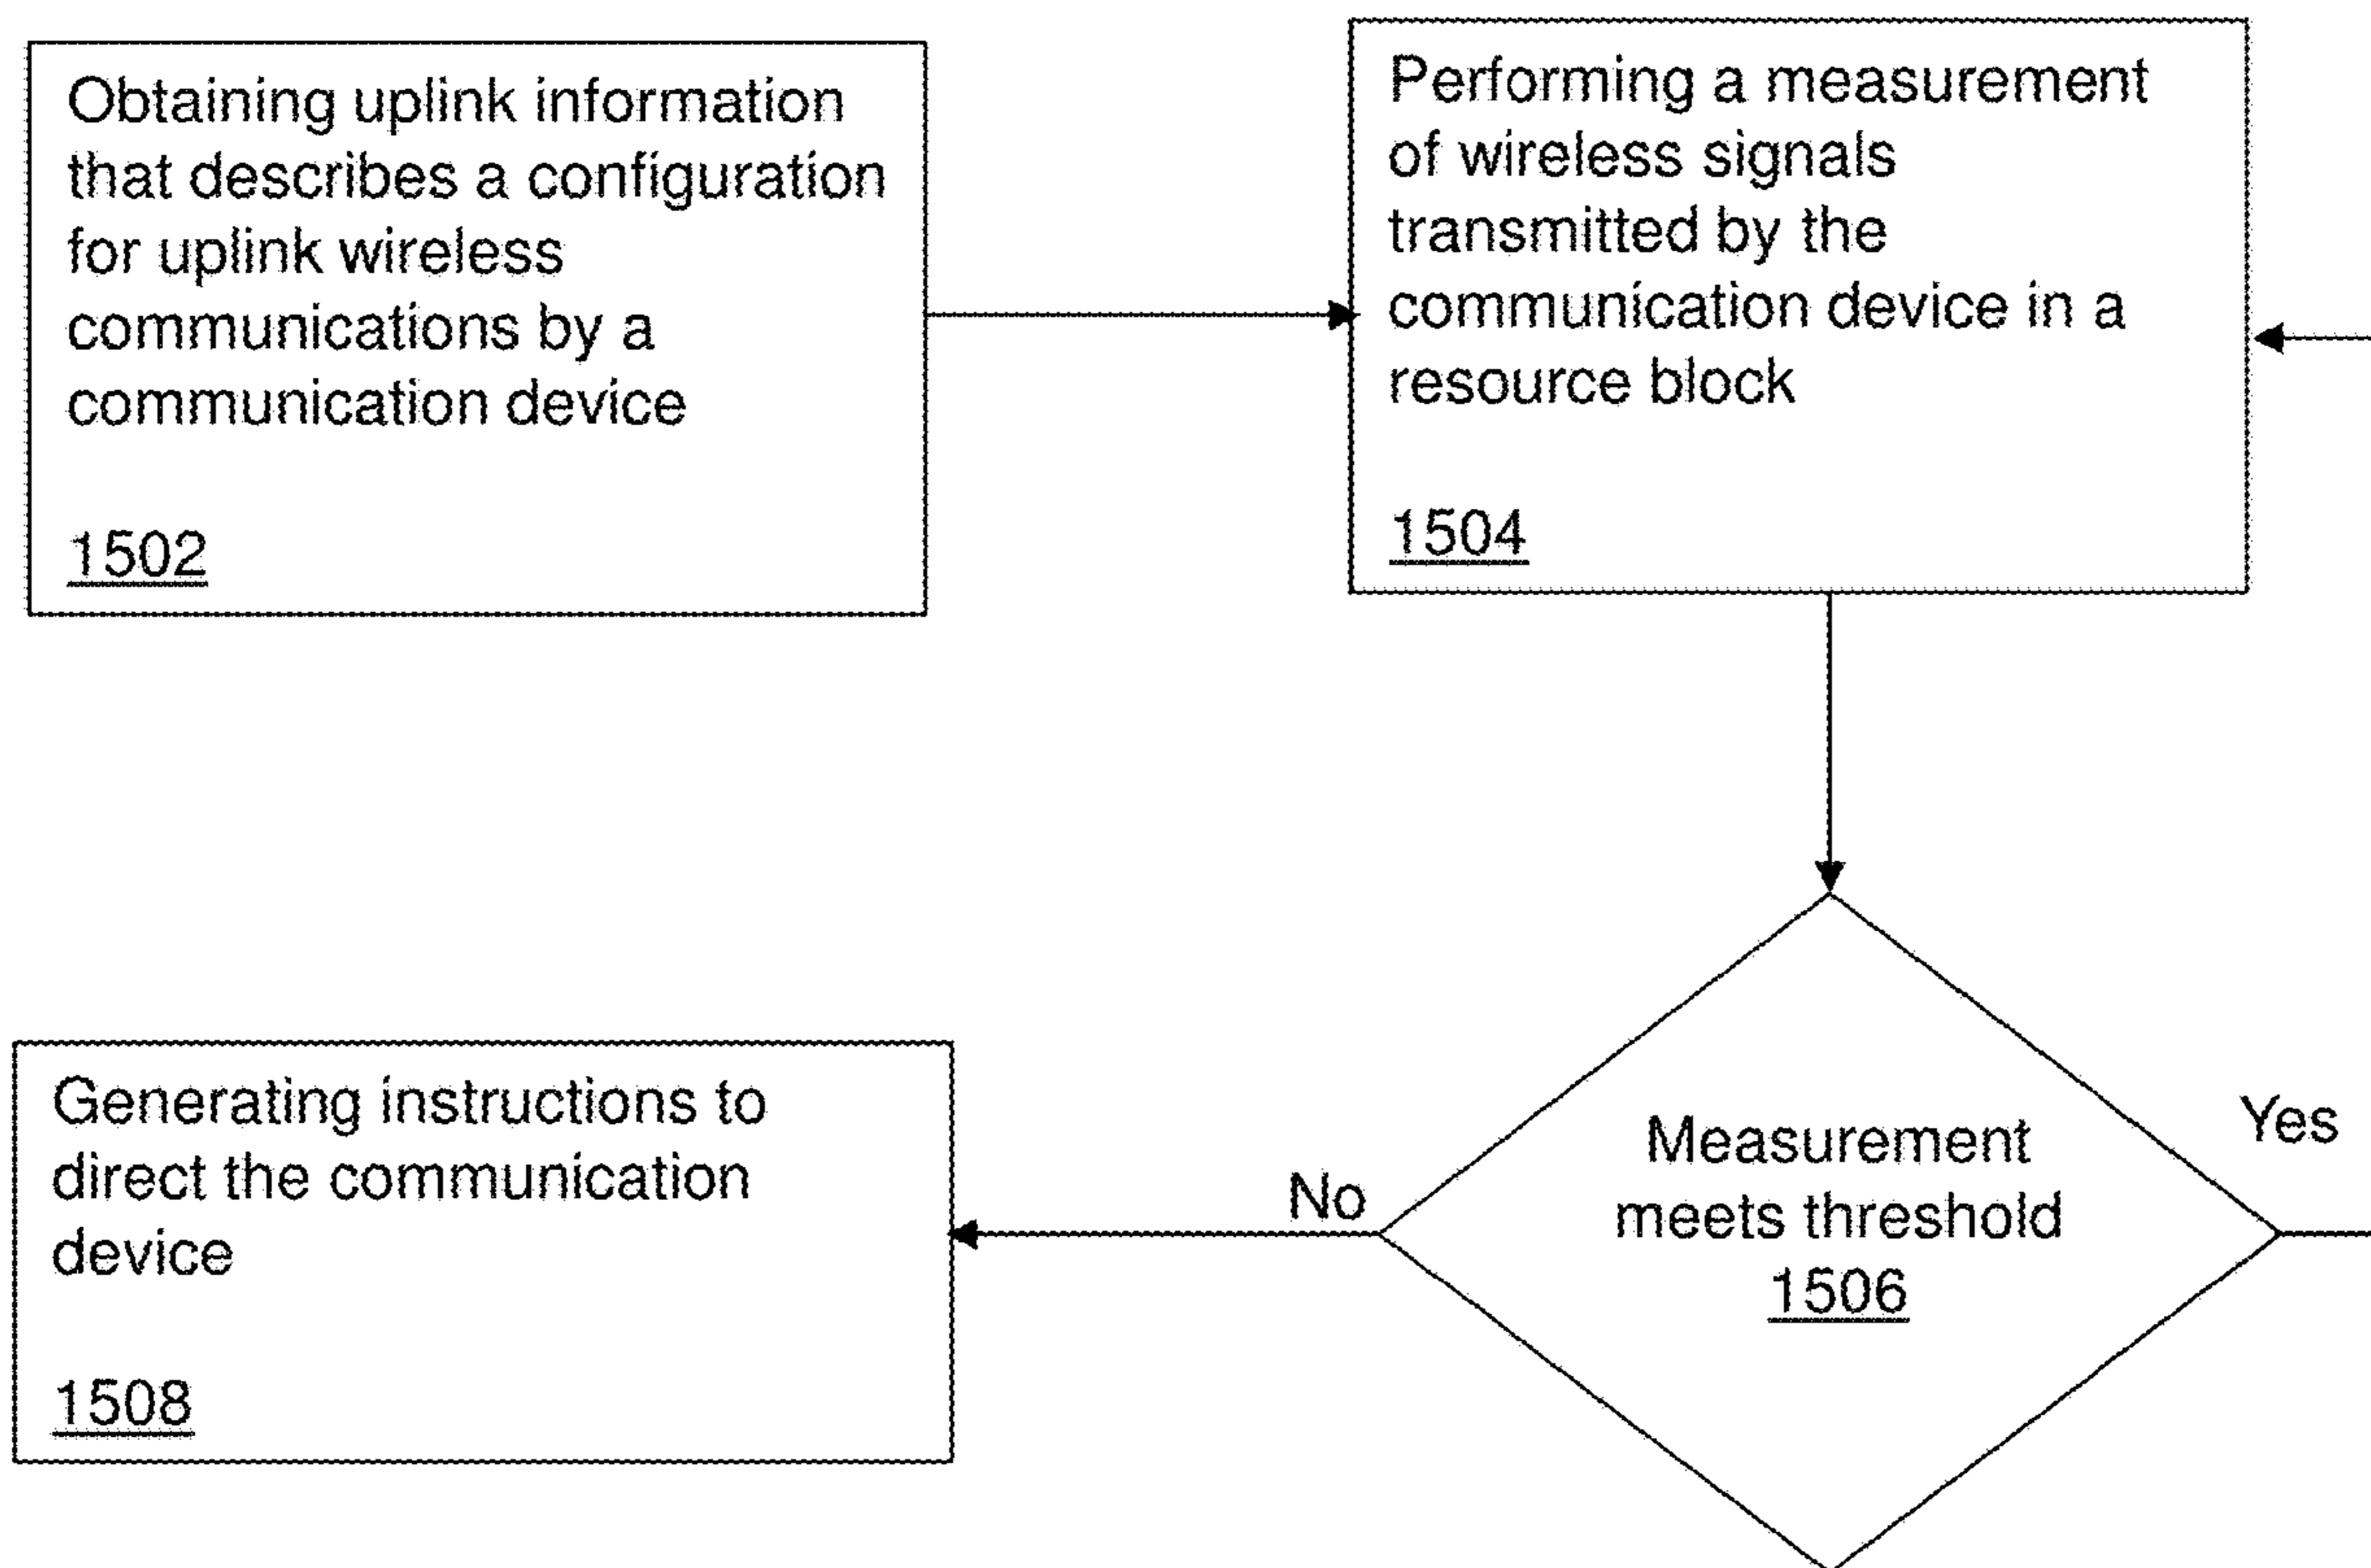 Obtaining uplink information
that describes a configuration
for uplink wireless
communications by a
communication device
1502
Performing a measurement
of wireless signals
transmitted by the
communication device in a
resource block
1504
Measurement
meets threshold
1506
Yes
No
Generating instructions to
direct the communication
device
1508